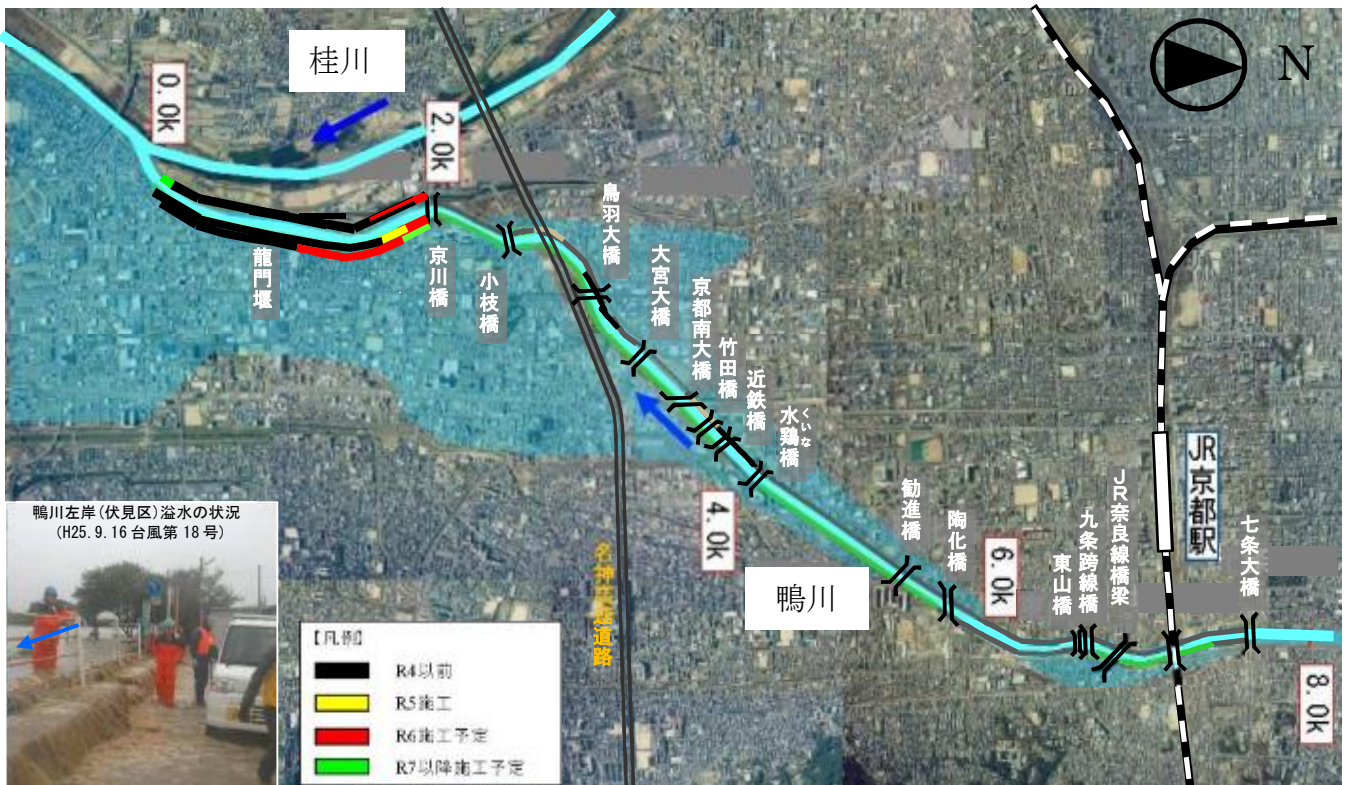 桂川
N
0.0k
2.0k
鳥羽大橋
大宮大橋
京都南大橋
竹田橋
近鉄橋
水鶏橋
くいな
龍門堰
京川橋
小枝橋
4.0k
勧進橋
陶化橋
6.0k
東山橋
九条跨線橋
JR奈良線橋梁
JR京都駅
七条大橋
8.0k
鴨川
名神高速道路
鴨川左岸(伏見区)溢水の状況
(H25.9.16台風第18号)
【凡例】
R4以前
R5施工
R6施工予定
R7以降施工予定